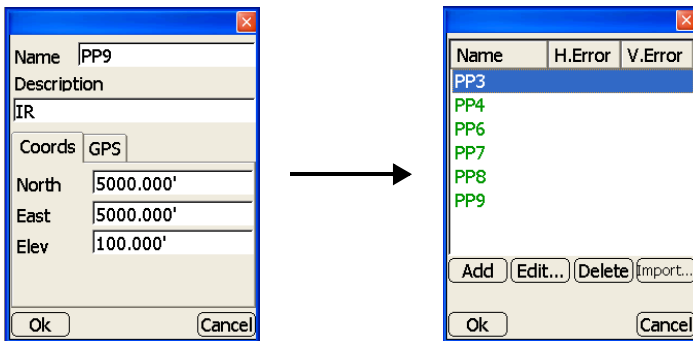 Name PP9
Description
IR
Coords GPS
North 5000.000'
East 5000.000'
Elev 100.000'
Ok Cancel
Name H.Error V.Error
PP3
PP4
PP6
PP7
PP8
PP9
Add Edit... Delete Import...
Ok Cancel